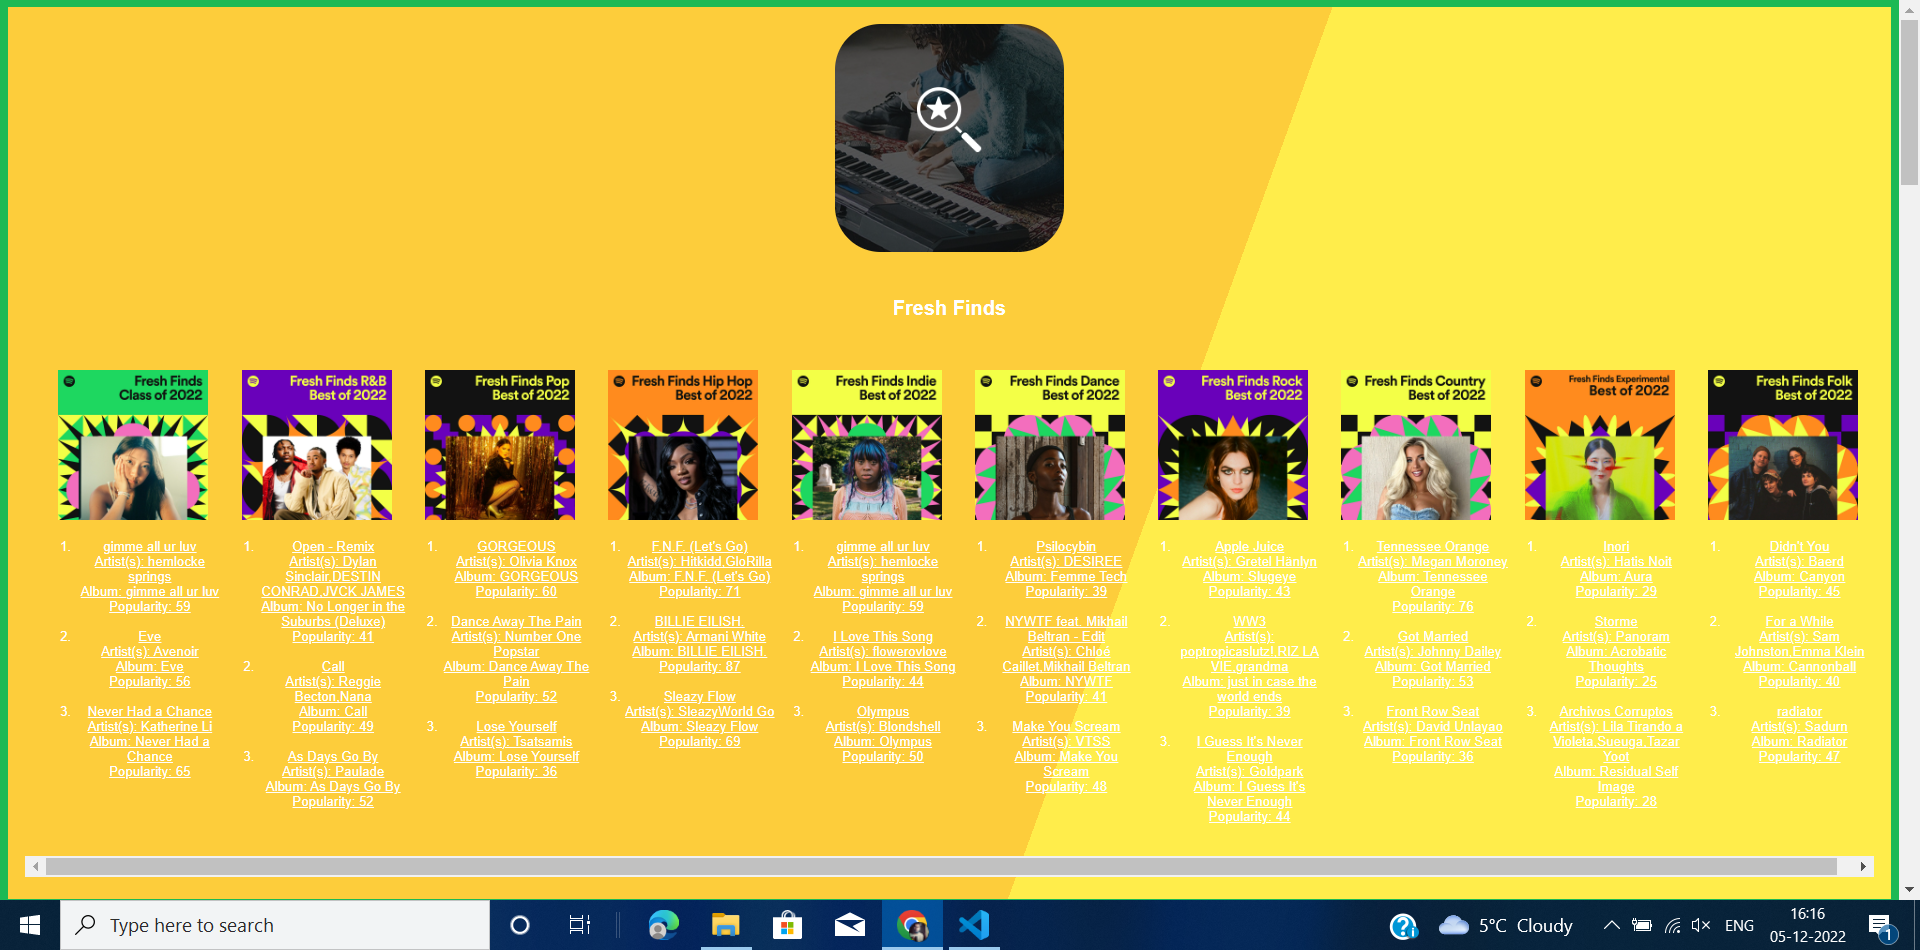 Fresh Finds
Fresh Finds
Class of 2022
Fresh Finds R&B
Best of 2022
Fresh Finds Pop
Best of 2022
Fresh Finds Hip Hop
Best of 2022
Fresh Finds Indie
Best of 2022
Fresh Finds Dance
Best of 2022
Fresh Finds Rock
Best of 2022
Fresh Finds Country
Best of 2022
Fresh Finds Experimental
Best of 2022
Fresh Finds Folk
Best of 2022
1. gimme all ur luv
Artist(s): hemlocke
springs
Album: gimme all ur luv
Popularity: 59
2. Eve
Artist(s): Avenoir
Album: Eve
Popularity: 56
3. Never Had a Chance
Artist(s): Katherine Li
Album: Never Had a
Chance
Popularity: 65
1. Open - Remix
Artist(s): Dylan
Sinclair,DESTIN
CONRAD,JVCK JAMES
Album: No Longer in the
Suburbs (Deluxe)
Popularity: 41
2. Call
Artist(s): Reggie
Becton,Nana
Album: Call
Popularity: 49
3. As Days Go By
Artist(s): Paulade
Album: As Days Go By
Popularity: 52
1. GORGEOUS
Artist(s): Olivia Knox
Album: GORGEOUS
Popularity: 60
2. Dance Away The Pain
Artist(s): Number One
Popstar
Album: Dance Away The
Pain
Popularity: 52
3. Lose Yourself
Artist(s): Tsatsamis
Album: Lose Yourself
Popularity: 36
1. F.N.F. (Let's Go)
Artist(s): Hitkidd,GloRilla
Album: F.N.F. (Let's Go)
Popularity: 71
2. BILLIE EILISH.
Artist(s): Armani White
Album: BILLIE EILISH.
Popularity: 87
3. Sleazy Flow
Artist(s): SleazyWorld Go
Album: Sleazy Flow
Popularity: 69
1. gimme all ur luv
Artist(s): hemlocke
springs
Album: gimme all ur luv
Popularity: 59
2. I Love This Song
Artist(s): flowerovlove
Album: I Love This Song
Popularity: 44
3. Olympus
Artist(s): Blondshell
Album: Olympus
Popularity: 50
1. Psilocybin
Artist(s): DESIREE
Album: Femme Tech
Popularity: 39
2. NYWTF feat. Mikhail
Beltran - Edit
Artist(s): Chloé
Caillet,Mikhail Beltran
Album: NYWTF
Popularity: 41
3. Make You Scream
Artist(s): VTSS
Album: Make You
Scream
Popularity: 48
1. Apple Juice
Artist(s): Gretel Hänlyn
Album: Slugeye
Popularity: 43
2. WW3
Artist(s):
poptropicaslutz!,RIZ LA
VIE,grandma
Album: just in case the
world ends
Popularity: 39
3. I Guess It's Never
Enough
Artist(s): Goldpark
Album: I Guess It's
Never Enough
Popularity: 44
1. Tennessee Orange
Artist(s): Megan Moroney
Album: Tennessee
Orange
Popularity: 76
2. Got Married
Artist(s): Johnny Dailey
Album: Got Married
Popularity: 53
3. Front Row Seat
Artist(s): David Unlayao
Album: Front Row Seat
Popularity: 36
1. Inori
Artist(s): Hatis Noit
Album: Aura
Popularity: 29
2. Storme
Artist(s): Panoram
Album: Acrobatic
Thoughts
Popularity: 25
3. Archivos Corruptos
Artist(s): Lila Tirando a
Violeta,Sueuga,Tazar
Yoot
Album: Residual Self
Image
Popularity: 28
1. Didn't You
Artist(s): Baerd
Album: Canyon
Popularity: 45
2. For a While
Artist(s): Sam
Johnston,Emma Klein
Album: Cannonball
Popularity: 40
3. radiator
Artist(s): Sadurn
Album: Radiator
Popularity: 47
Type here to search
5°C Cloudy
ENG
16:16
05-12-2022
1